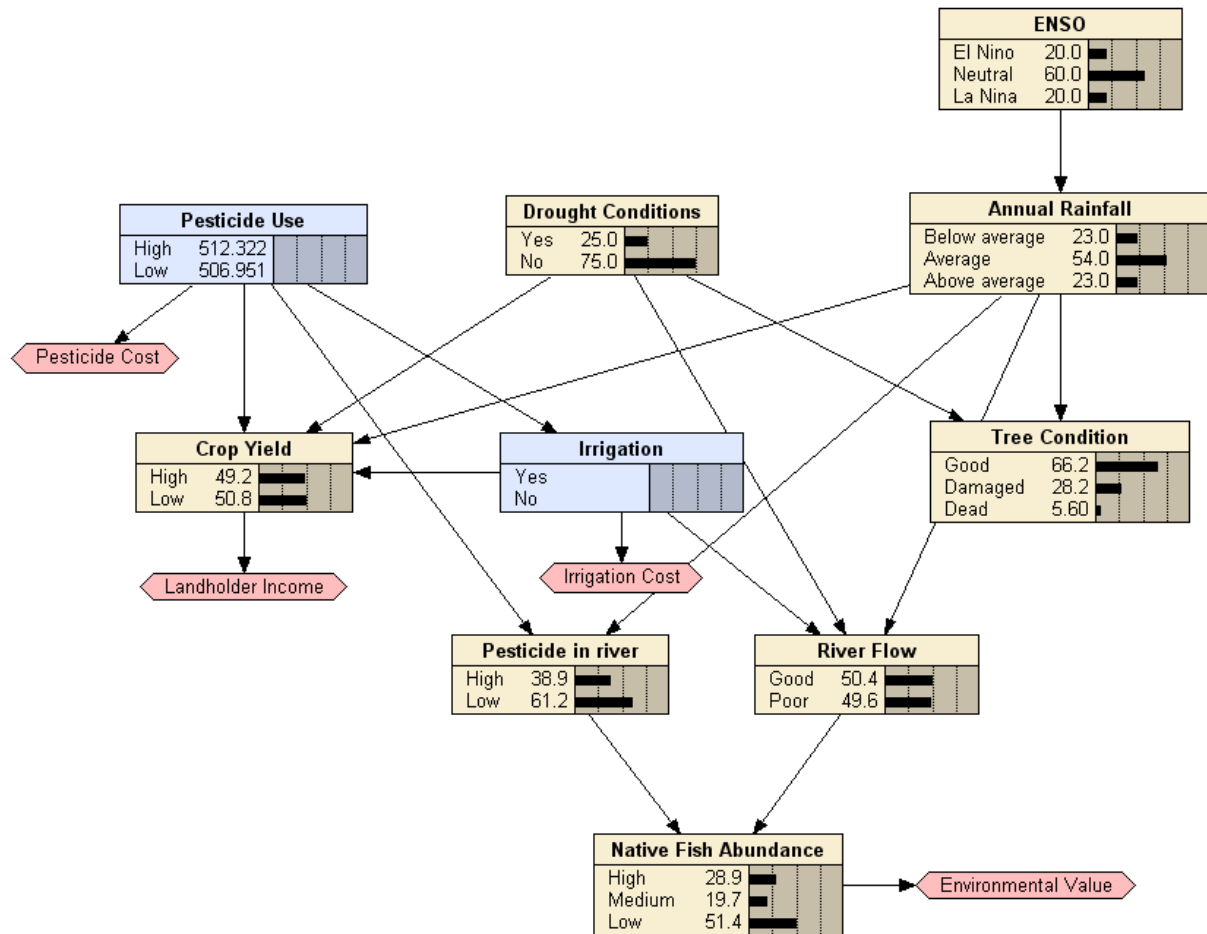 ENSO
El Nino 20.0
Neutral 60.0
La Nina 20.0
Pesticide Use
High 512.322
Low 506.951
Drought Conditions
Yes 25.0
No 75.0
Annual Rainfall
Below average 23.0
Average 54.0
Above average 23.0
Pesticide Cost
Crop Yield
High 49.2
Low 50.8
Irrigation
Yes
No
Tree Condition
Good 66.2
Damaged 28.2
Dead 5.60
Landholder Income
Irrigation Cost
Pesticide in river
High 38.9
Low 61.2
River Flow
Good 50.4
Poor 49.6
Native Fish Abundance
High 28.9
Medium 19.7
Low 51.4
Environmental Value